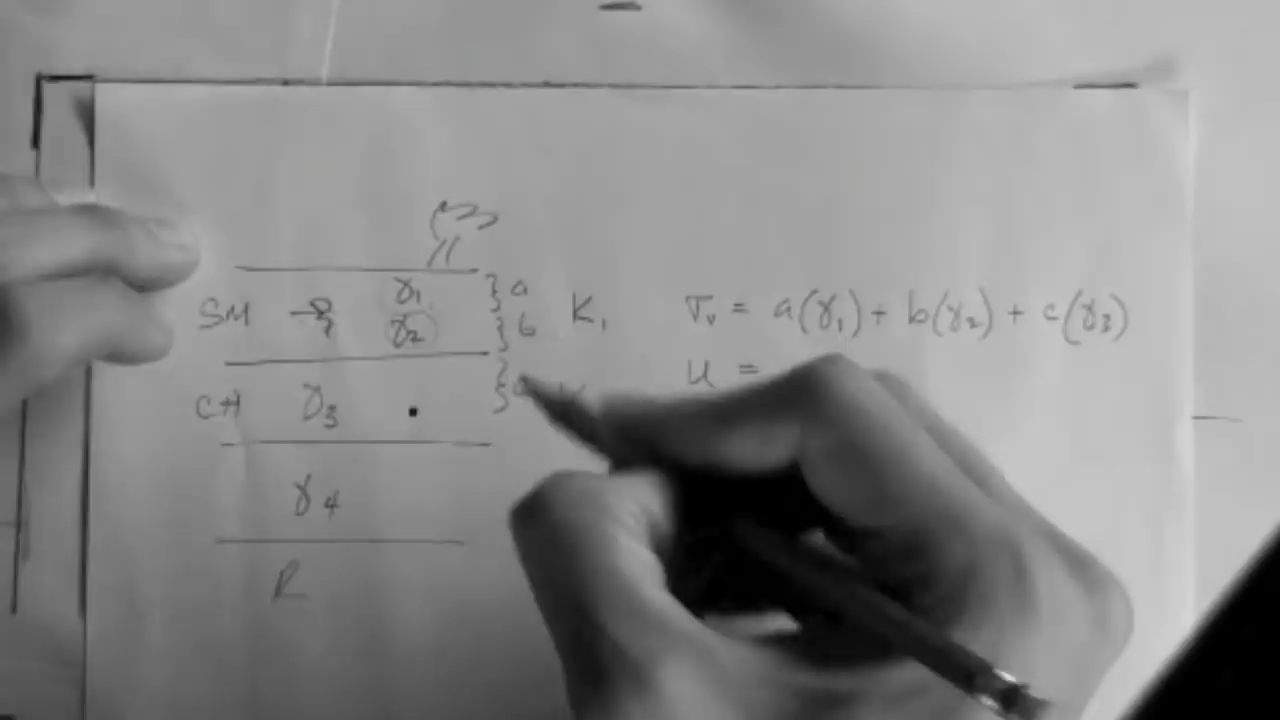 γ1 } a
SM γ2 } b K1 σv = a(γ1) + b(γ2) + c(γ3)
u =
CH γ3
γ4
R